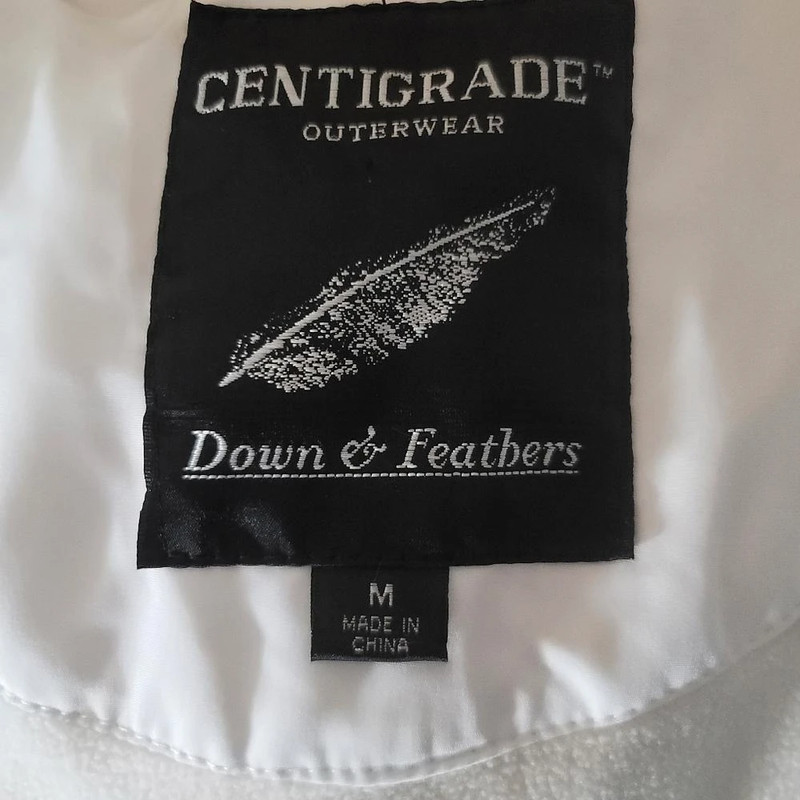 CENTIGRADE™
OUTERWEAR
Down & Feathers
M
MADE IN
CHINA